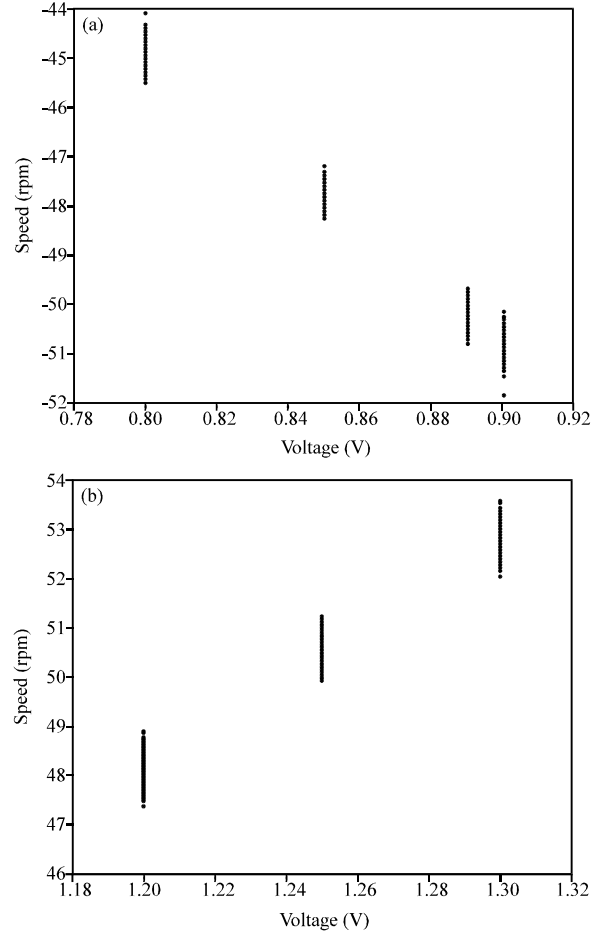 (a)
-44
-45
-46
-47
-48
-49
-50
-51
-52
Speed (rpm)
0.78 0.80 0.82 0.84 0.86 0.88 0.90 0.92
Voltage (V)
(b)
54
53
52
51
50
49
48
47
46
Speed (rpm)
1.18 1.20 1.22 1.24 1.26 1.28 1.30 1.32
Voltage (V)